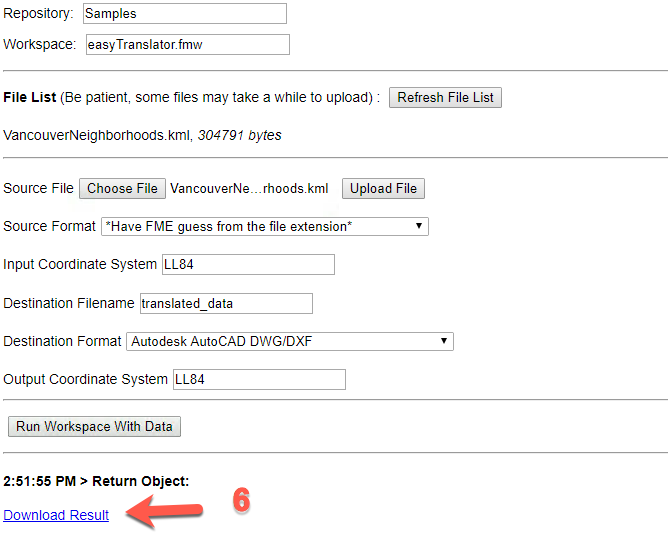 Repository: Samples
Workspace: easyTranslator.fmw
File List (Be patient, some files may take a while to upload) : Refresh File List
VancouverNeighborhoods.kml, 304791 bytes
Source File Choose File VancouverNe…rhoods.kml Upload File
Source Format *Have FME guess from the file extension*
Input Coordinate System LL84
Destination Filename translated_data
Destination Format Autodesk AutoCAD DWG/DXF
Output Coordinate System LL84
Run Workspace With Data
2:51:55 PM > Return Object:
Download Result 6